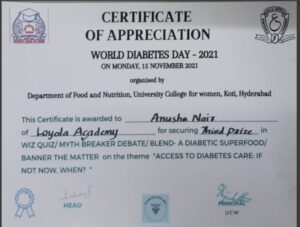 CERTIFICATE
OF APPRECIATION
WORLD DIABETES DAY - 2021
ON MONDAY, 15 NOVEMBER 2021
organised by
Department of Food and Nutrition, University College for women, Koti, Hyderabad
This Certificate is awarded to Anusha Nair
of Loyola Academy for securing Third Prize in
WIZ QUIZ/ MYTH BREAKER DEBATE/ BLEND- A DIABETIC SUPERFOOD/
BANNER THE MATTER on the theme "ACCESS TO DIABETES CARE: IF
NOT NOW, WHEN? "
HEAD
PRINCIPAL
UCW